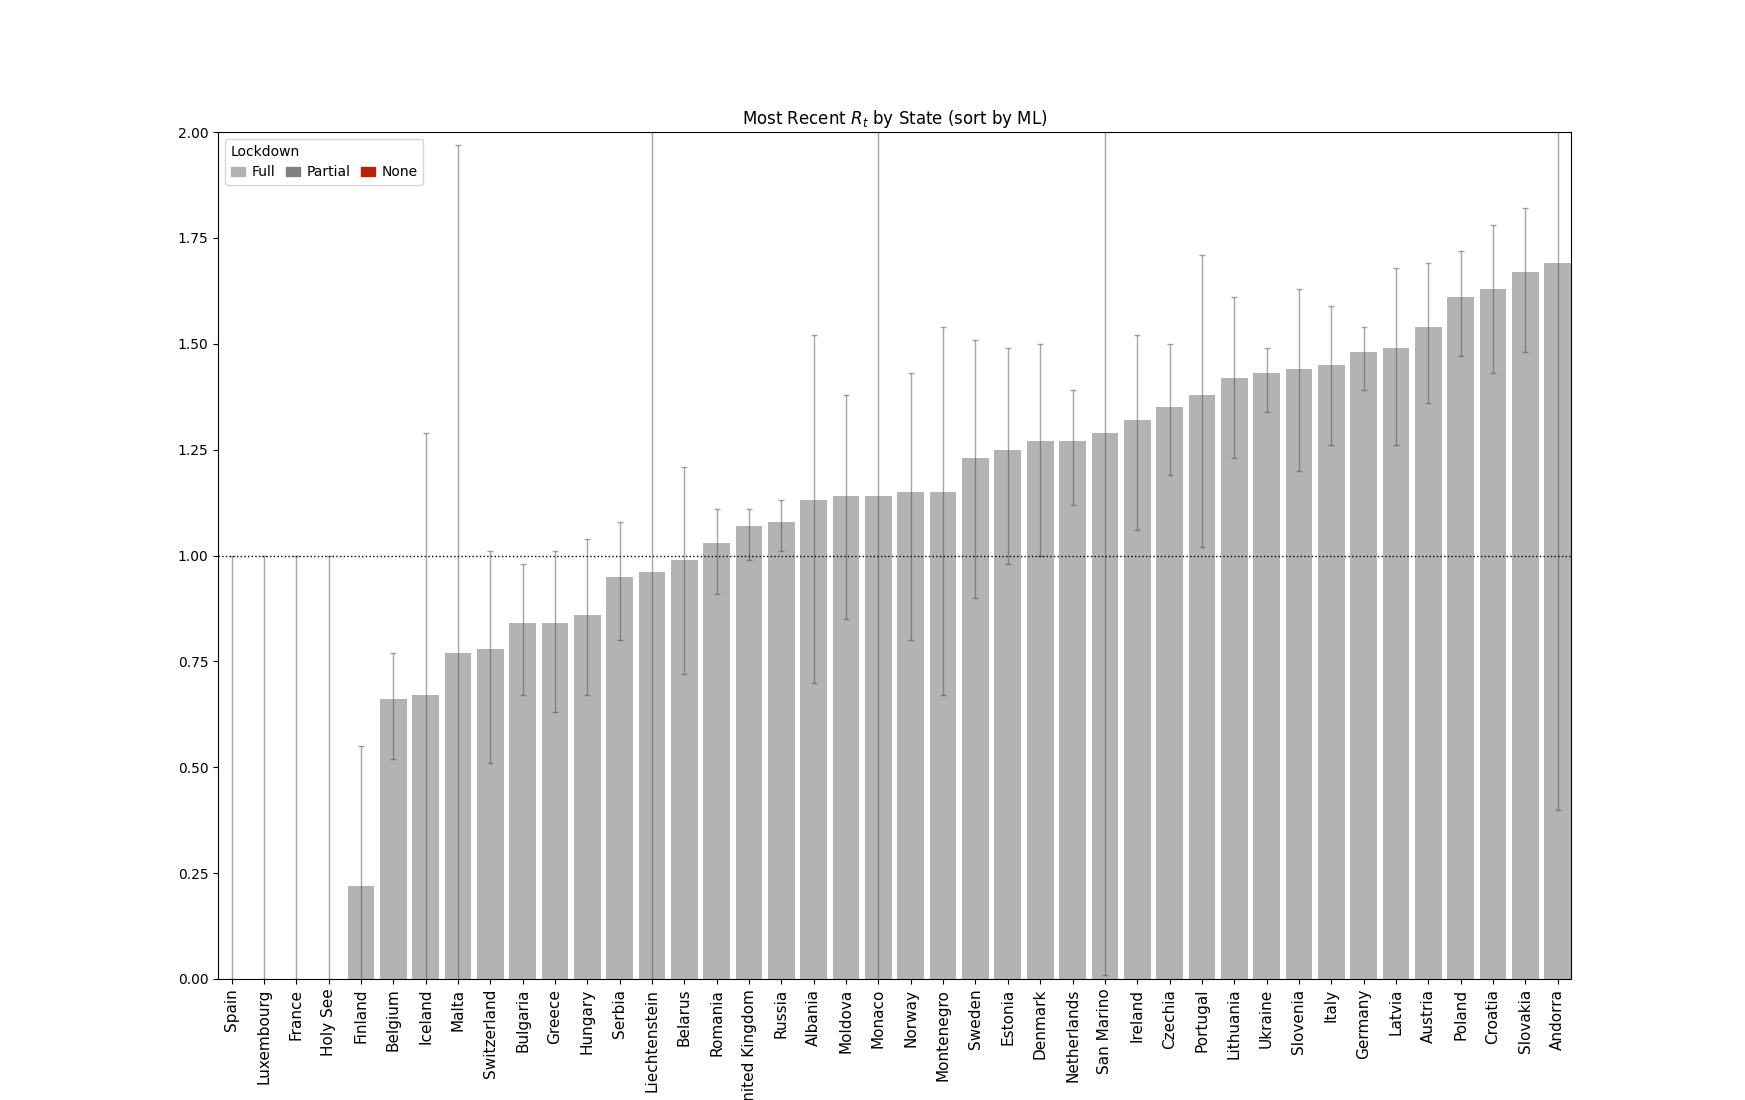 Most Recent R_t by State (sort by ML)
2.00
Lockdown
Full Partial None
1.75
1.50
1.25
1.00
0.75
0.50
0.25
0.00
Spain
Luxembourg
France
Holy See
Finland
Belgium
Iceland
Malta
Switzerland
Bulgaria
Greece
Hungary
Serbia
Liechtenstein
Belarus
Romania
nited Kingdom
Russia
Albania
Moldova
Monaco
Norway
Montenegro
Sweden
Estonia
Denmark
Netherlands
San Marino
Ireland
Czechia
Portugal
Lithuania
Ukraine
Slovenia
Italy
Germany
Latvia
Austria
Poland
Croatia
Slovakia
Andorra